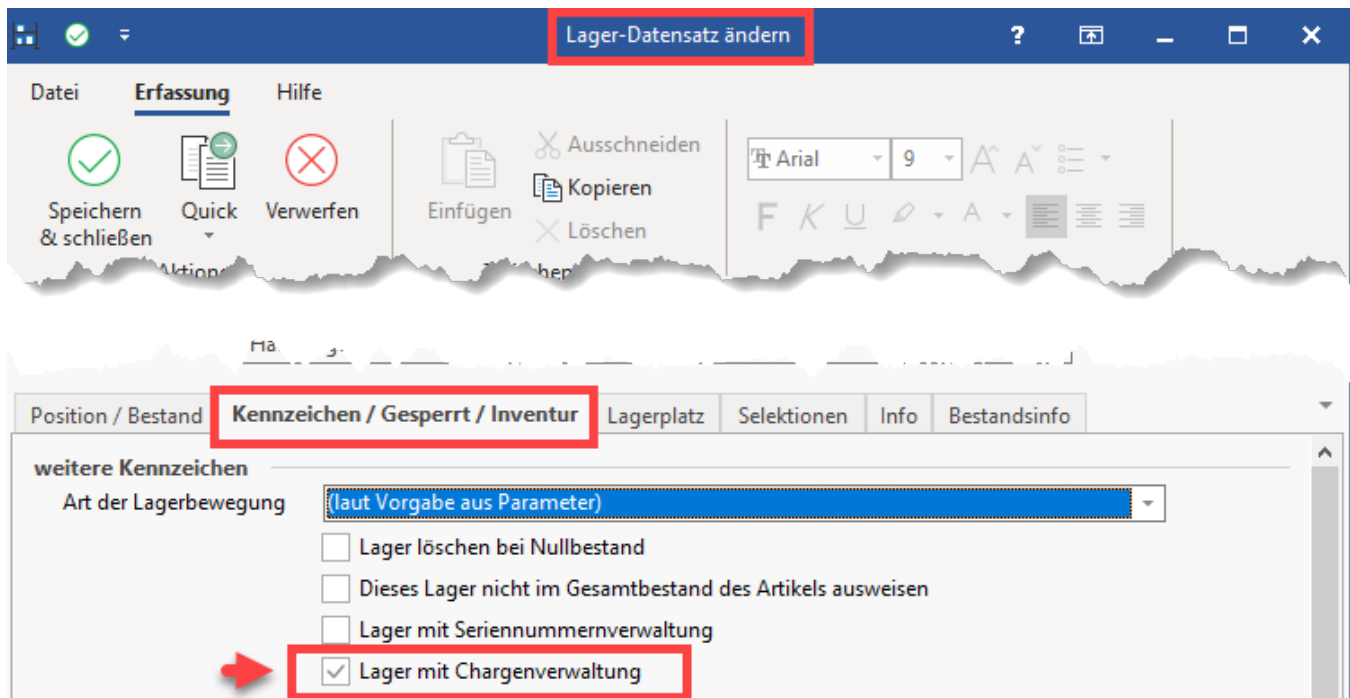 Lager-Datensatz ändern ?
Datei Erfassung Hilfe
Speichern & schließen
Quick
Verwerfen
Einfügen
Ausschneiden
Kopieren
Löschen
Arial 9
F K U A
Position / Bestand Kennzeichen / Gesperrt / Inventur Lagerplatz Selektionen Info Bestandsinfo
weitere Kennzeichen
Art der Lagerbewegung (laut Vorgabe aus Parameter)
Lager löschen bei Nullbestand
Dieses Lager nicht im Gesamtbestand des Artikels ausweisen
Lager mit Seriennummernverwaltung
Lager mit Chargenverwaltung